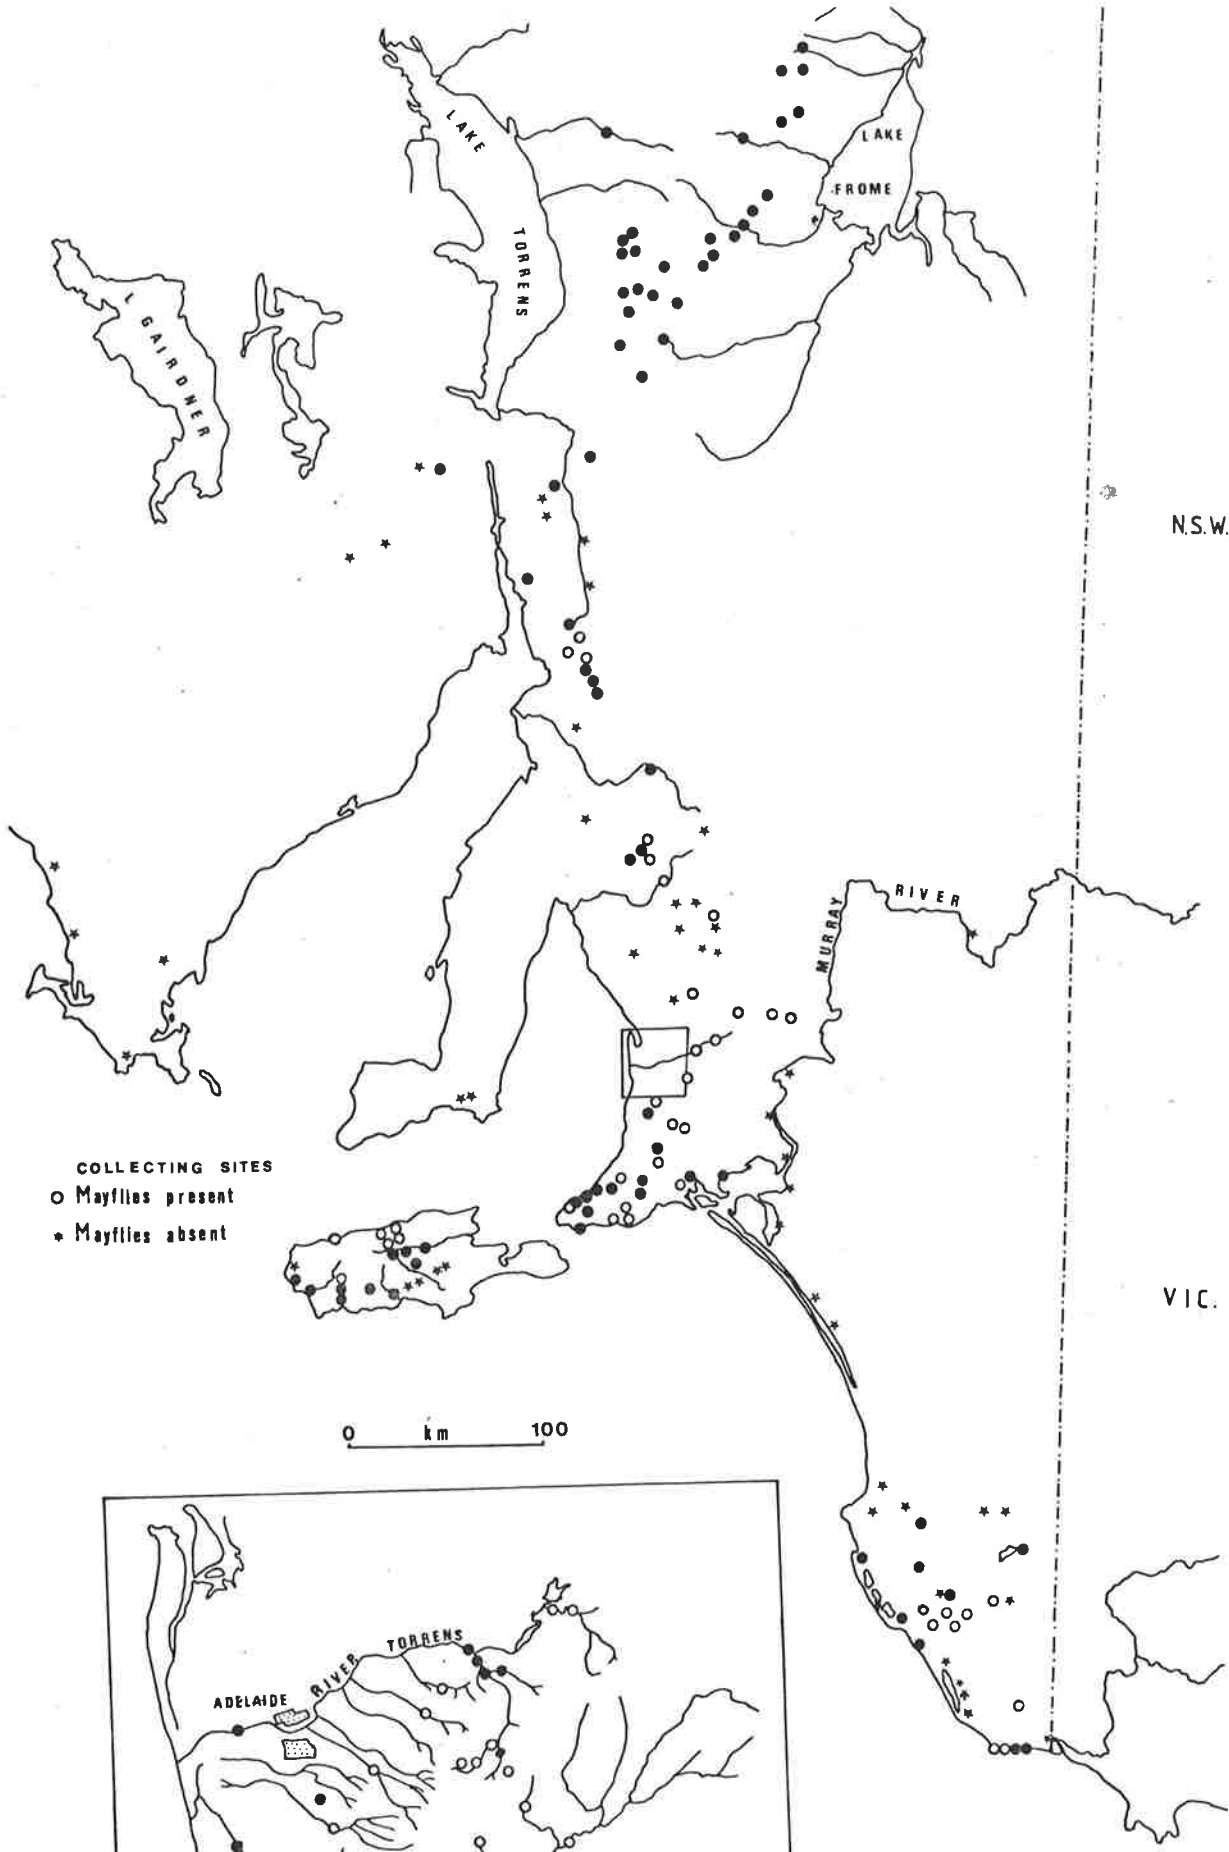 LAKE
TORRENS
LAKE
FROME
L GAIRDNER
N.S.W.
MURRAY
RIVER
COLLECTING SITES
Mayflies present
Mayflies absent
VIC.
0 km 100
RIVER TORRENS
ADELAIDE